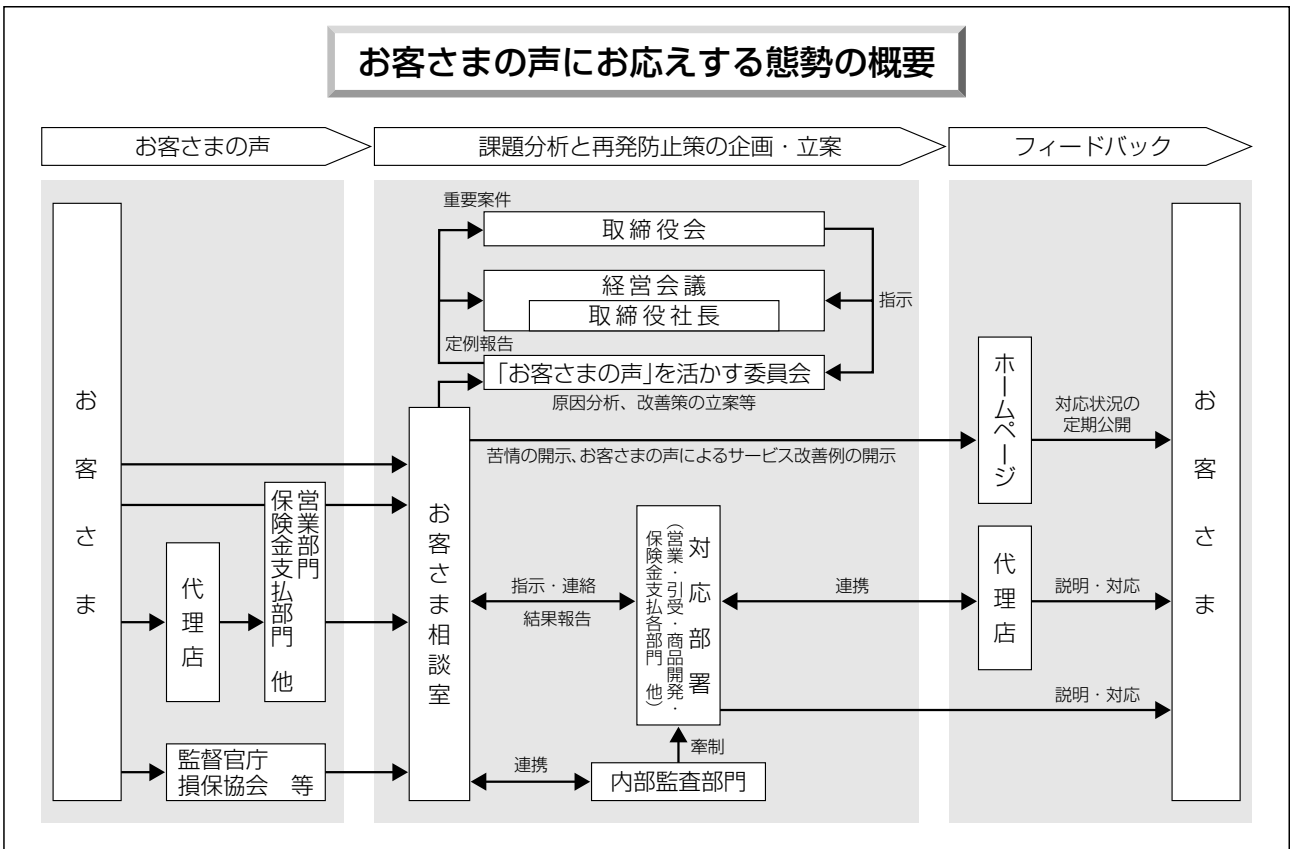 お客さまの声にお応えする態勢の概要
お客さまの声
課題分析と再発防止策の企画・立案
フィードバック
お客さま
代理店
営業部門
保険金支払部門 他
監督官庁
損保協会 等
重要案件
取締役会
経営会議
取締役社長
指示
定例報告
「お客さまの声」を活かす委員会
原因分析、改善策の立案等
苦情の開示、お客さまの声によるサービス改善例の開示
お客さま相談室
指示・連絡
結果報告
対応部署
(営業・引受・商品開発・
保険金支払各部門 他)
牽制
連携
内部監査部門
連携
ホームページ
対応状況の
定期公開
代理店
説明・対応
説明・対応
お客さま